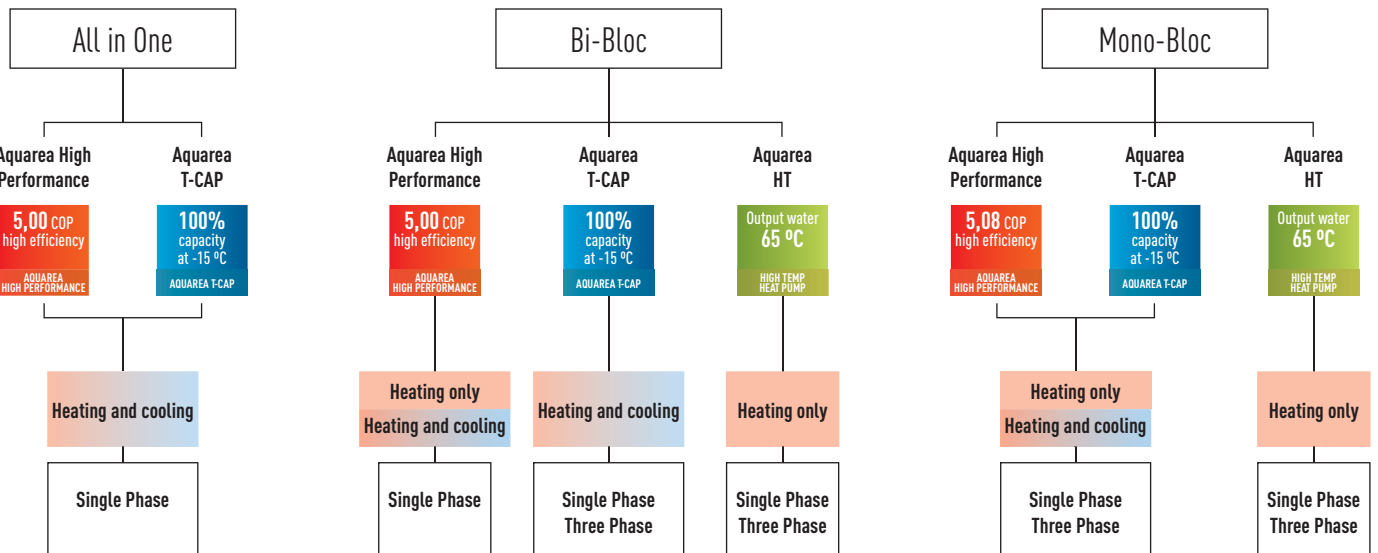 All in One
Aquarea High
Performance
5,00 COP
high efficiency
AQUAREA
HIGH PERFORMANCE
Aquarea
T-CAP
100%
capacity
at -15 ºC
AQUAREA T-CAP
Heating and cooling
Single Phase
Bi-Bloc
Aquarea High
Performance
5,00 COP
high efficiency
AQUAREA
HIGH PERFORMANCE
Heating only
Heating and cooling
Single Phase
Aquarea
T-CAP
100%
capacity
at -15 ºC
AQUAREA T-CAP
Heating and cooling
Single Phase
Three Phase
Aquarea
HT
Output water
65 ºC
HIGH TEMP
HEAT PUMP
Heating only
Single Phase
Three Phase
Mono-Bloc
Aquarea High
Performance
5,08 COP
high efficiency
AQUAREA
HIGH PERFORMANCE
Aquarea
T-CAP
100%
capacity
at -15 ºC
AQUAREA T-CAP
Heating only
Heating and cooling
Single Phase
Three Phase
Aquarea
HT
Output water
65 ºC
HIGH TEMP
HEAT PUMP
Heating only
Single Phase
Three Phase